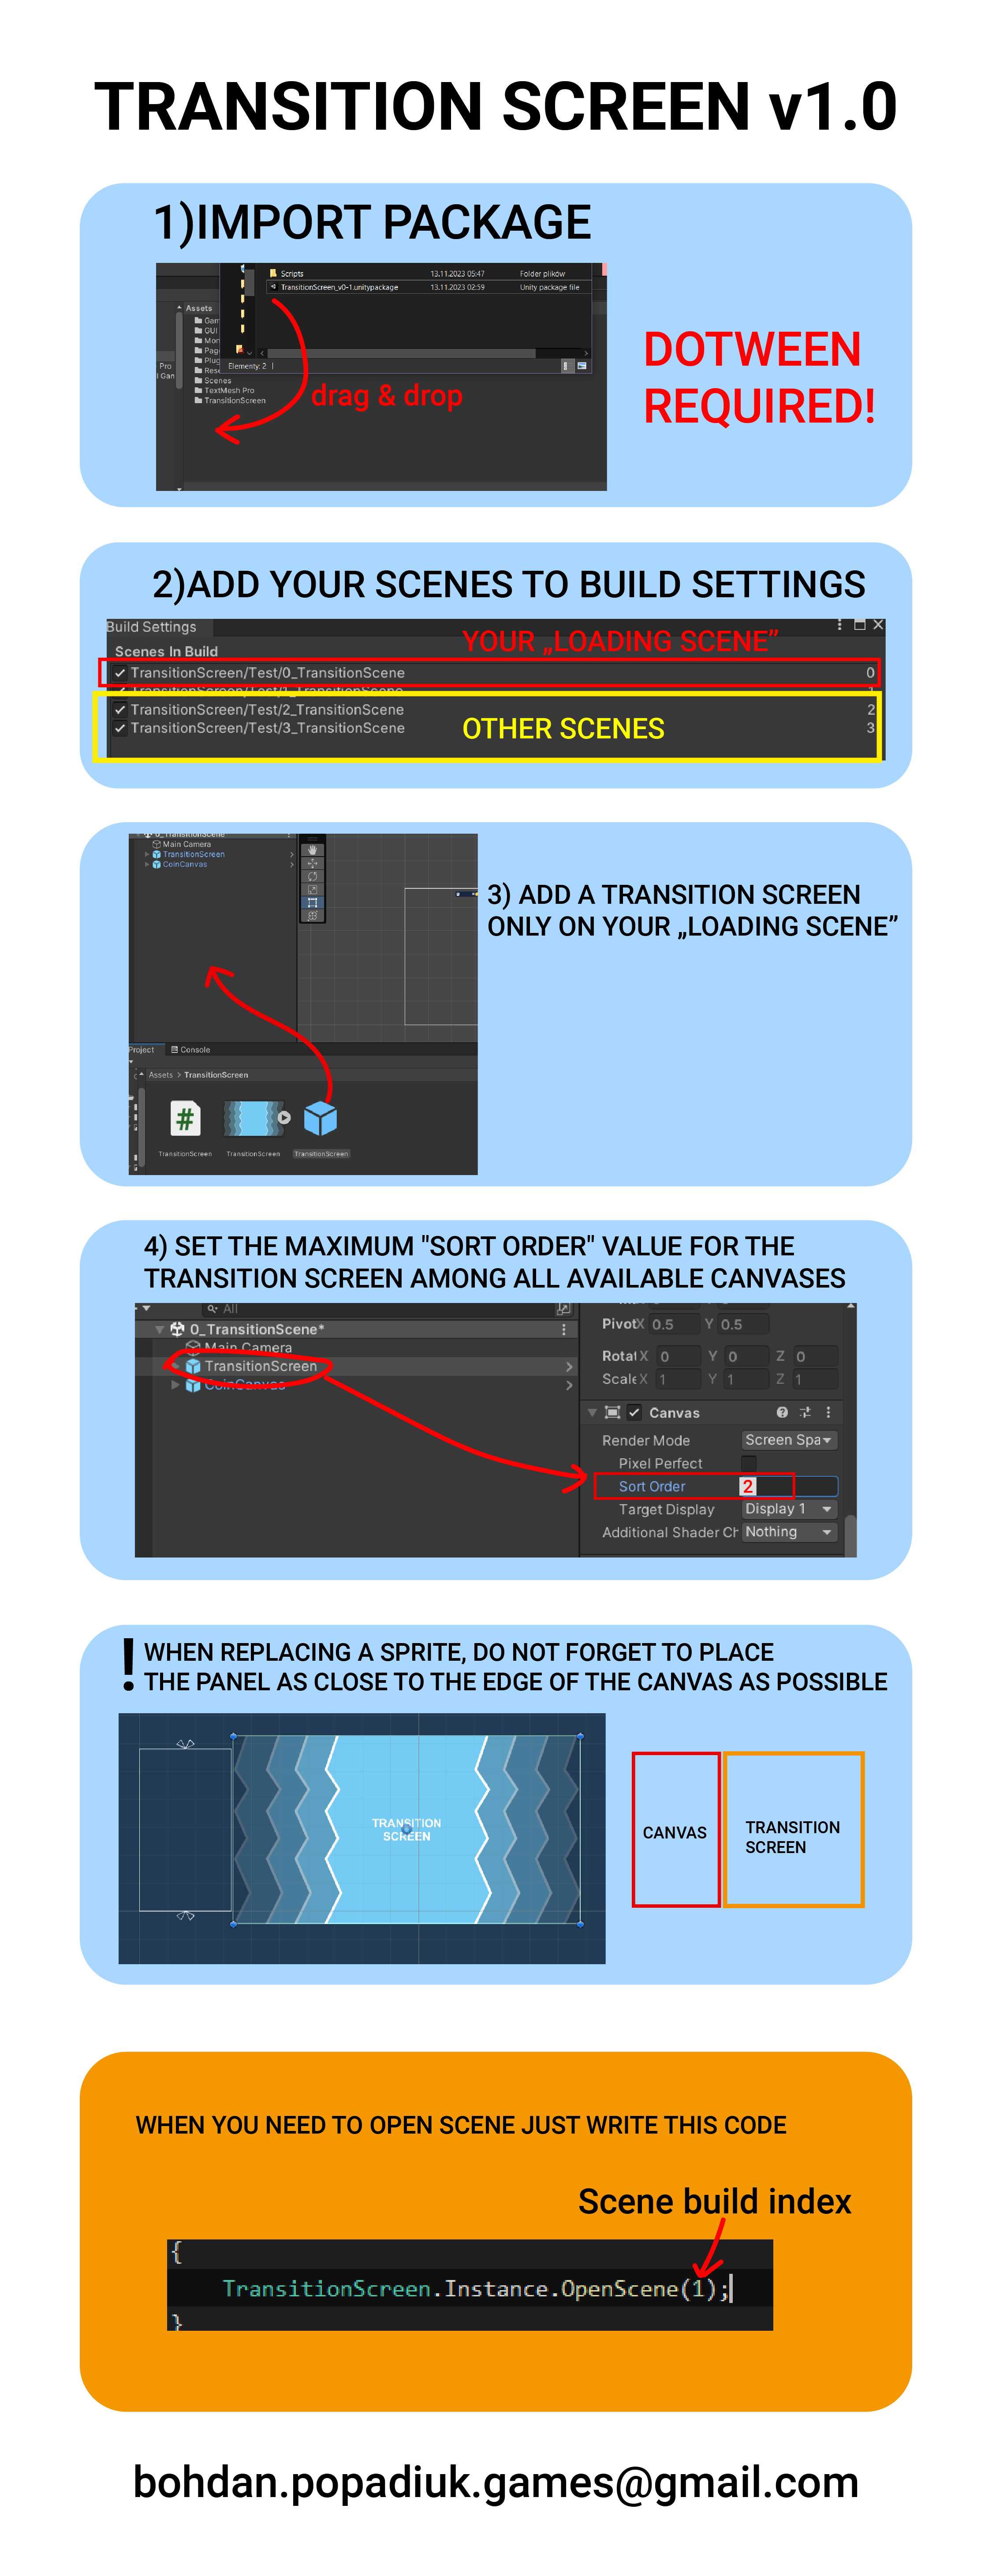 TRANSITION SCREEN v1.0
1)IMPORT PACKAGE
Scripts 13.11.2023 05:47 Folder plików
TransitionScreen_v0-1.unitypackage 13.11.2023 02:59 Unity package file
Assets
Gam
GUI
Mon
Page
Plug
Rese
Scenes
TextMesh Pro
TransitionScreen
Pro
l Gan
Elementy: 2
drag & drop
DOTWEEN
REQUIRED!
2)ADD YOUR SCENES TO BUILD SETTINGS
Build Settings
YOUR „LOADING SCENE”
Scenes In Build
TransitionScreen/Test/0_TransitionScene 0
TransitionScreen/Test/1_TransitionScene 1
TransitionScreen/Test/2_TransitionScene 2
TransitionScreen/Test/3_TransitionScene 3
OTHER SCENES
0_TransitionScene
Main Camera
TransitionScreen
CoinCanvas
Project Console
Assets > TransitionScreen
#
TransitionScreen TransitionScreen TransitionScreen
3) ADD A TRANSITION SCREEN
ONLY ON YOUR „LOADING SCENE”
4) SET THE MAXIMUM "SORT ORDER" VALUE FOR THE
TRANSITION SCREEN AMONG ALL AVAILABLE CANVASES
All
0_TransitionScene*
Main Camera
TransitionScreen
CoinCanvas
Pivot X 0.5 Y 0.5
Rotat X 0 Y 0 Z 0
Scale X 1 Y 1 Z 1
Canvas
Render Mode Screen Spa
Pixel Perfect
Sort Order 2
Target Display Display 1
Additional Shader Ch Nothing
! WHEN REPLACING A SPRITE, DO NOT FORGET TO PLACE
THE PANEL AS CLOSE TO THE EDGE OF THE CANVAS AS POSSIBLE
TRANSITION
SCREEN
CANVAS
TRANSITION
SCREEN
WHEN YOU NEED TO OPEN SCENE JUST WRITE THIS CODE
Scene build index
{
TransitionScreen.Instance.OpenScene(1);
}
bohdan.popadiuk.games@gmail.com